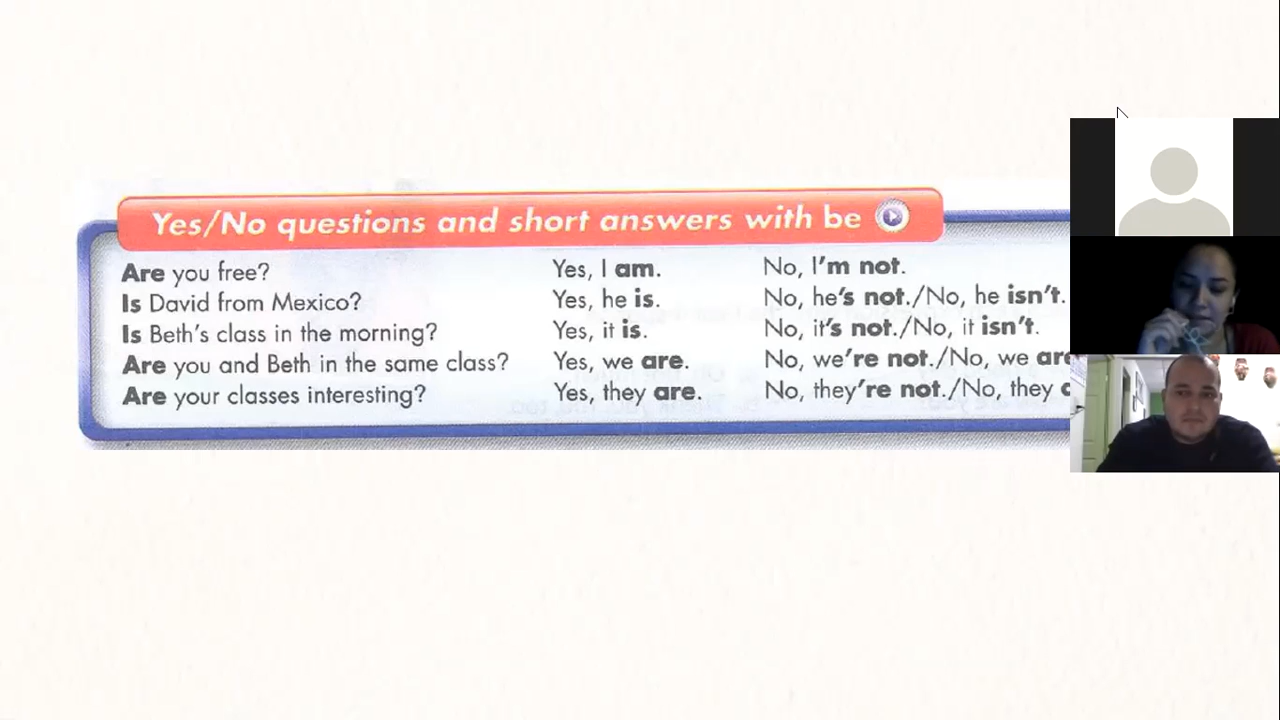 Yes/No questions and short answers with be
Are you free? Yes, I am. No, I'm not.
Is David from Mexico? Yes, he is. No, he's not./No, he isn't.
Is Beth's class in the morning? Yes, it is. No, it's not./No, it isn't.
Are you and Beth in the same class? Yes, we are. No, we're not./No, we
Are your classes interesting? Yes, they are. No, they're not./No, they